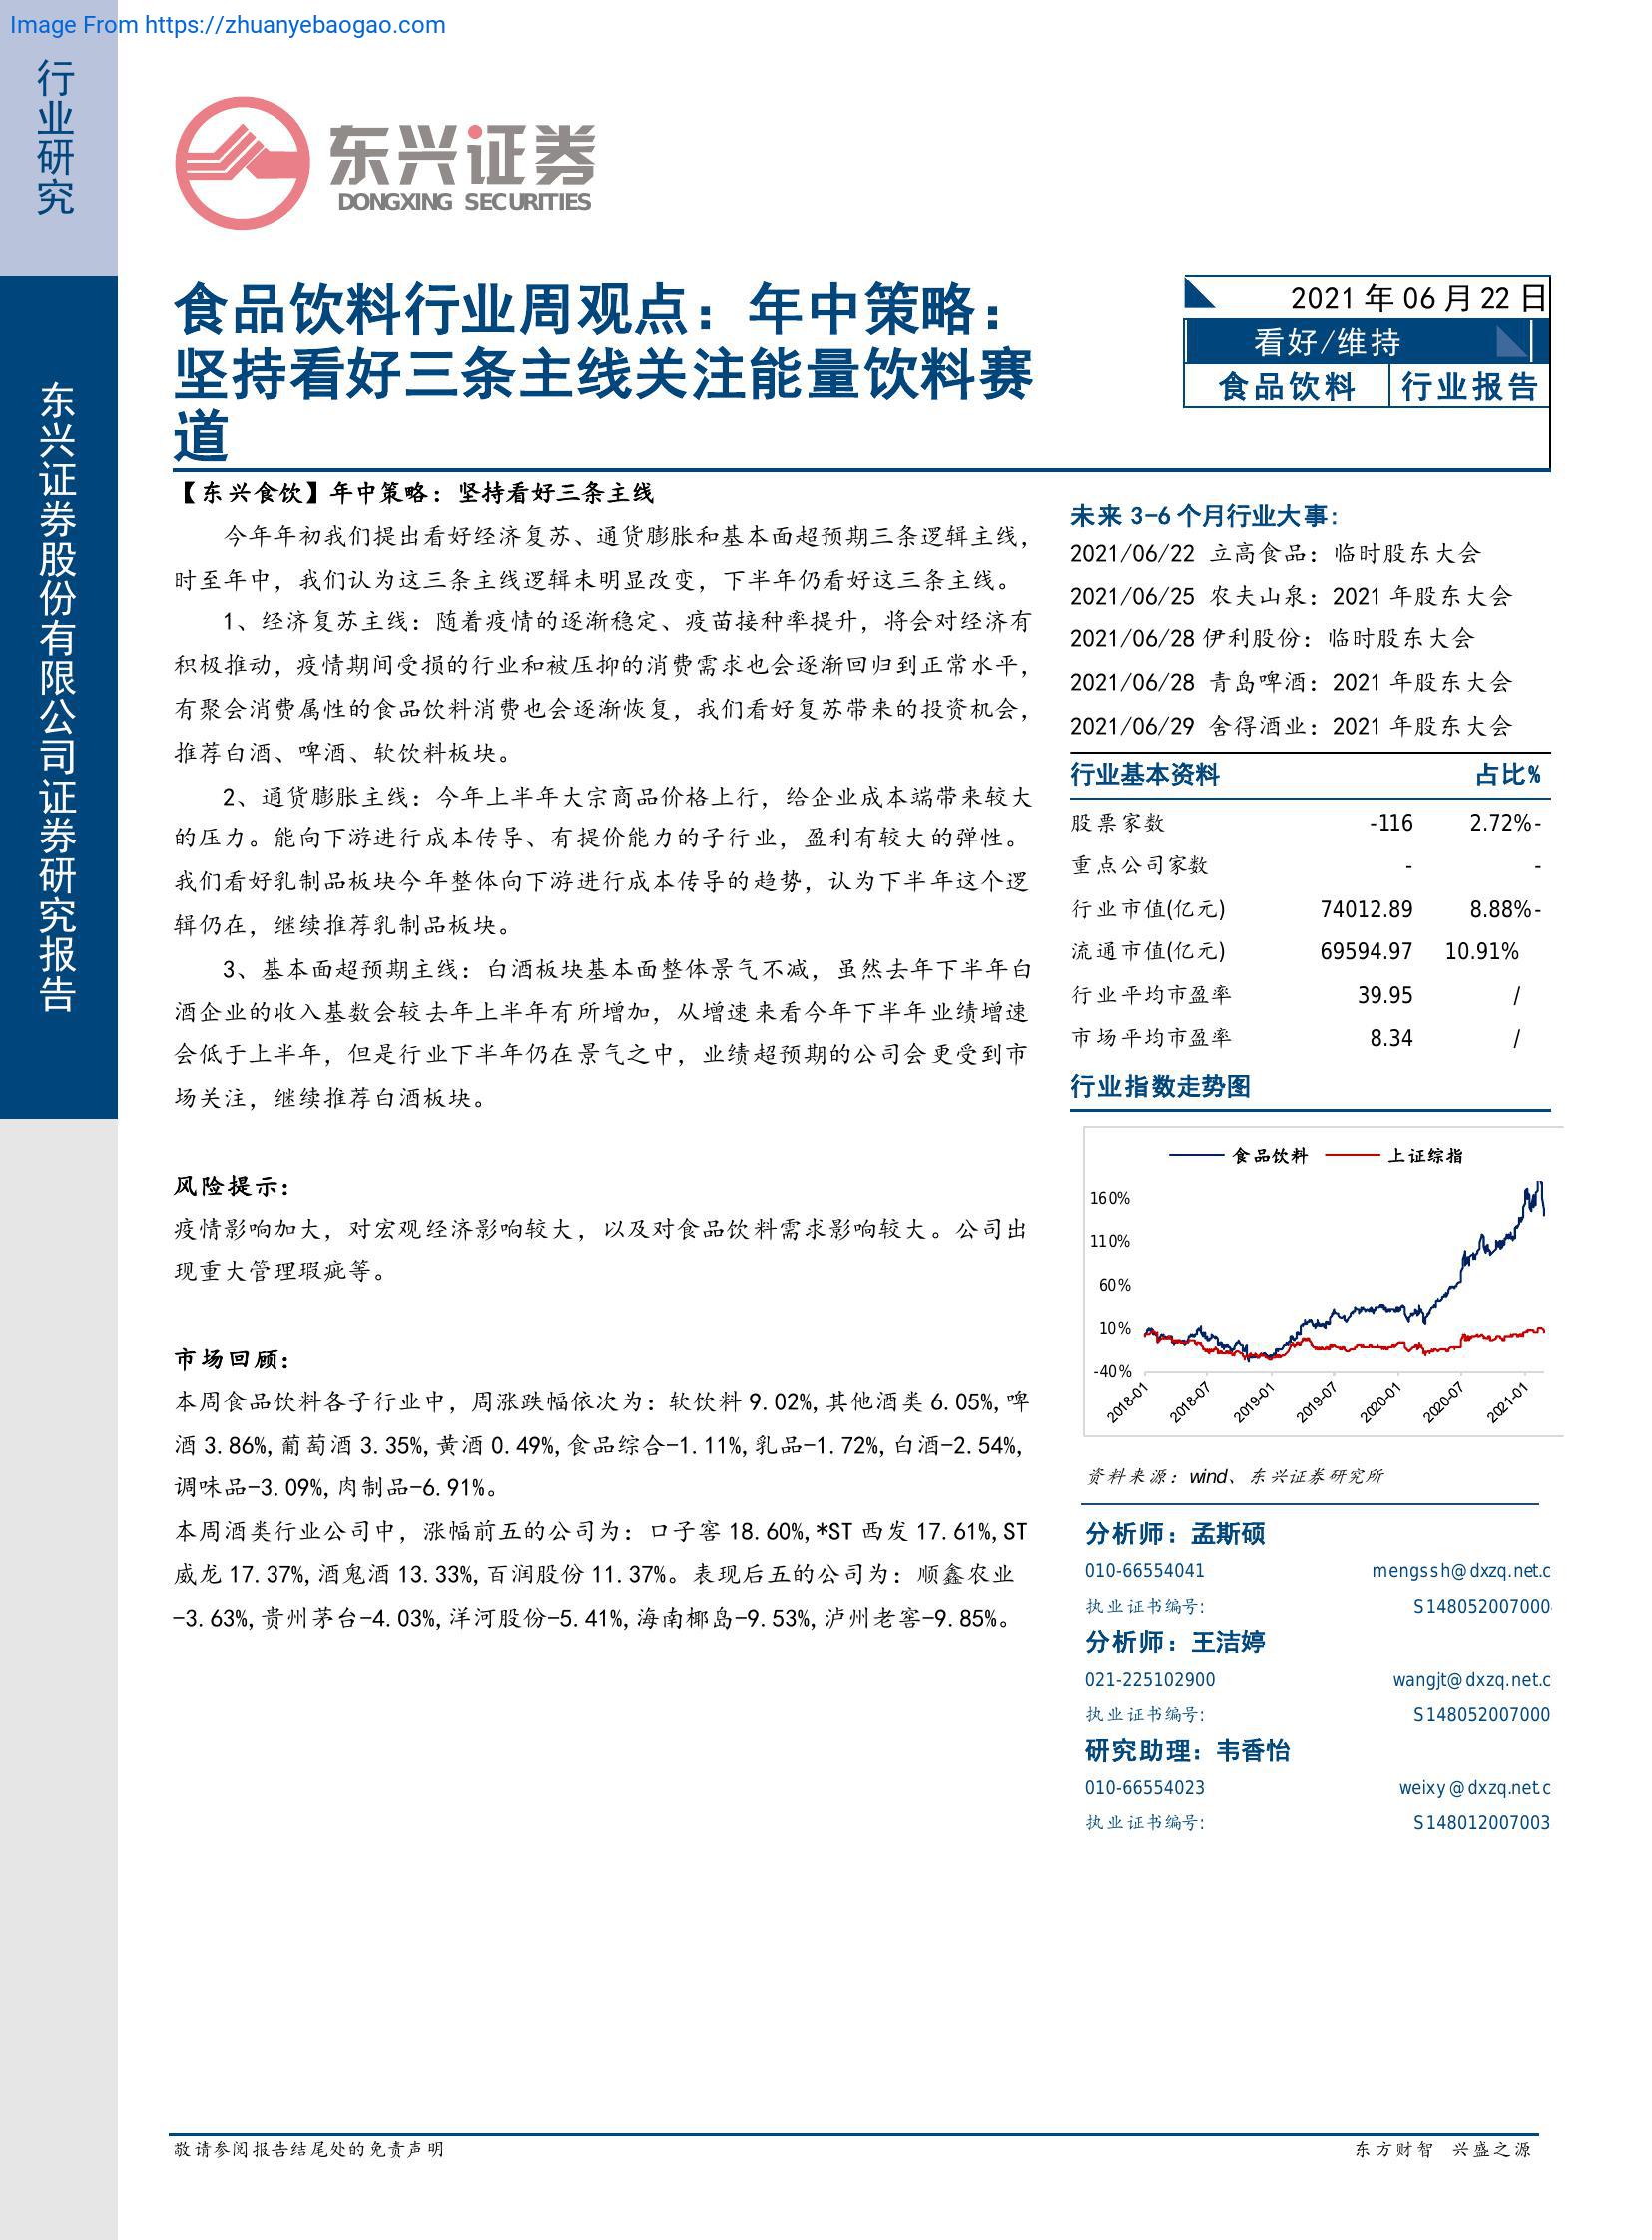 Image From https://zhuanyebaogao.com
行业研究
东兴证券股份有限公司证券研究报告
东兴证券
DONGXING SECURITIES
食品饮料行业周观点：年中策略：
坚持看好三条主线关注能量饮料赛
道
2021 年 06 月 22 日
看好/维持
食品饮料 行业报告
【东兴食饮】年中策略：坚持看好三条主线
今年年初我们提出看好经济复苏、通货膨胀和基本面超预期三条逻辑主线，
时至年中，我们认为这三条主线逻辑未明显改变，下半年仍看好这三条主线。
1、经济复苏主线：随着疫情的逐渐稳定、疫苗接种率提升，将会对经济有
积极推动，疫情期间受损的行业和被压抑的消费需求也会逐渐回归到正常水平，
有聚会消费属性的食品饮料消费也会逐渐恢复，我们看好复苏带来的投资机会，
推荐白酒、啤酒、软饮料板块。
2、通货膨胀主线：今年上半年大宗商品价格上行，给企业成本端带来较大
的压力。能向下游进行成本传导、有提价能力的子行业，盈利有较大的弹性。
我们看好乳制品板块今年整体向下游进行成本传导的趋势，认为下半年这个逻
辑仍在，继续推荐乳制品板块。
3、基本面超预期主线：白酒板块基本面整体景气不减，虽然去年下半年白
酒企业的收入基数会较去年上半年有所增加，从增速来看今年下半年业绩增速
会低于上半年，但是行业下半年仍在景气之中，业绩超预期的公司会更受到市
场关注，继续推荐白酒板块。
风险提示：
疫情影响加大，对宏观经济影响较大，以及对食品饮料需求影响较大。公司出
现重大管理瑕疵等。
市场回顾：
本周食品饮料各子行业中，周涨跌幅依次为：软饮料 9.02%,其他酒类 6.05%,啤
酒 3.86%,葡萄酒 3.35%,黄酒 0.49%,食品综合-1.11%,乳品-1.72%,白酒-2.54%,
调味品-3.09%,肉制品-6.91%。
本周酒类行业公司中，涨幅前五的公司为：口子窖 18.60%,*ST 西发 17.61%,ST
威龙 17.37%,酒鬼酒 13.33%,百润股份 11.37%。表现后五的公司为：顺鑫农业
-3.63%,贵州茅台-4.03%,洋河股份-5.41%,海南椰岛-9.53%,泸州老窖-9.85%。
未来 3-6 个月行业大事:
2021/06/22 立高食品：临时股东大会
2021/06/25 农夫山泉：2021 年股东大会
2021/06/28 伊利股份：临时股东大会
2021/06/28 青岛啤酒：2021 年股东大会
2021/06/29 舍得酒业：2021 年股东大会
行业基本资料 占比%
股票家数 -116 2.72%-
重点公司家数 - -
行业市值(亿元) 74012.89 8.88%-
流通市值(亿元) 69594.97 10.91%
行业平均市盈率 39.95 /
市场平均市盈率 8.34 /
行业指数走势图
食品饮料 上证综指
160%
110%
60%
10%
-40%
2018-01 2018-07 2019-01 2019-07 2020-01 2020-07 2021-01
资料来源：wind、东兴证券研究所
分析师：孟斯硕
010-66554041 mengssh@dxzq.net.c
执业证书编号: S148052007000
分析师：王洁婷
021-225102900 wangjt@dxzq.net.c
执业证书编号: S148052007000
研究助理：韦香怡
010-66554023 weixy@dxzq.net.c
执业证书编号: S148012007003
敬请参阅报告结尾处的免责声明 东方财智 兴盛之源